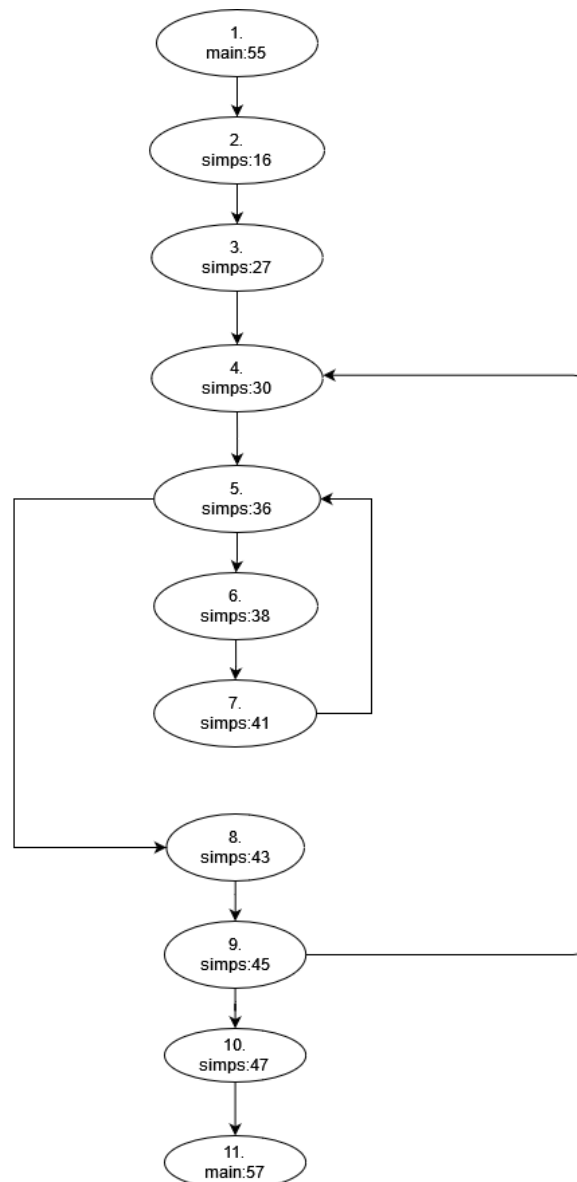 1.
main:55
2.
simps:16
3.
simps:27
4.
simps:30
5.
simps:36
6.
simps:38
7.
simps:41
8.
simps:43
9.
simps:45
10.
simps:47
11.
main:57